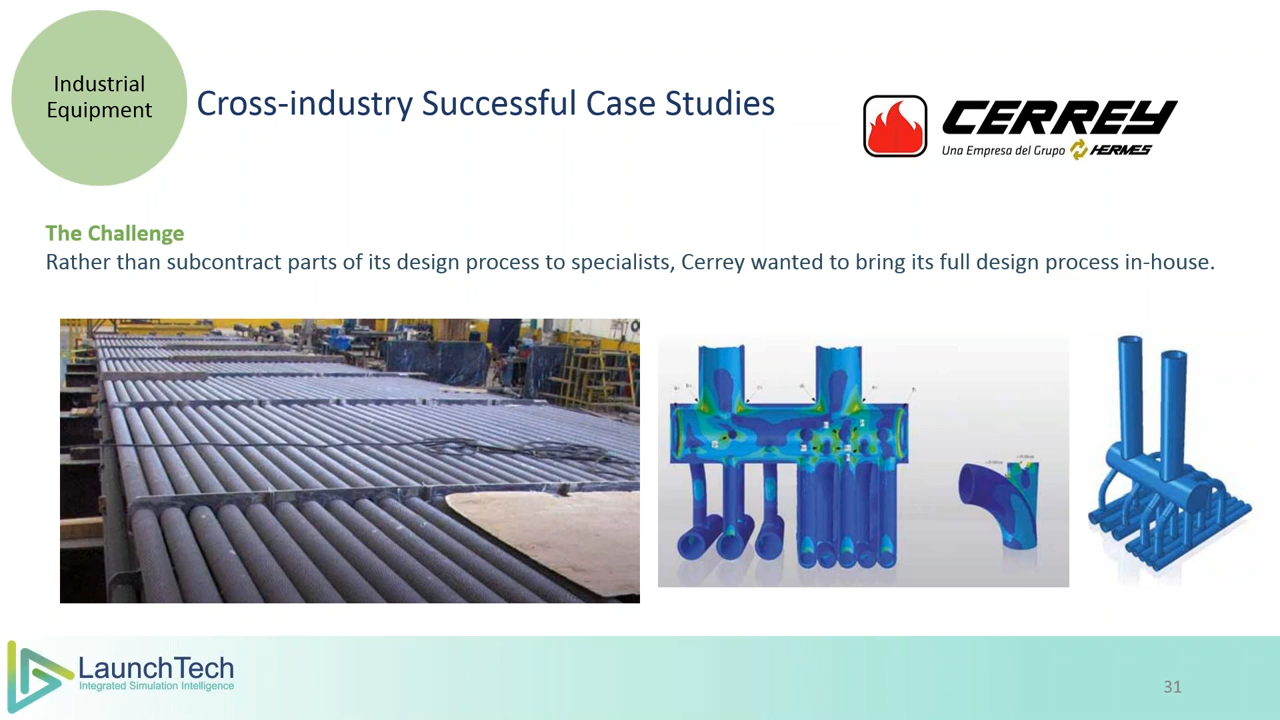 Industrial
Equipment
Cross-industry Successful Case Studies
CERREY
Una Empresa del Grupo HERMES
The Challenge
Rather than subcontract parts of its design process to specialists, Cerrey wanted to bring its full design process in-house.
LaunchTech
Integrated Simulation Intelligence
31